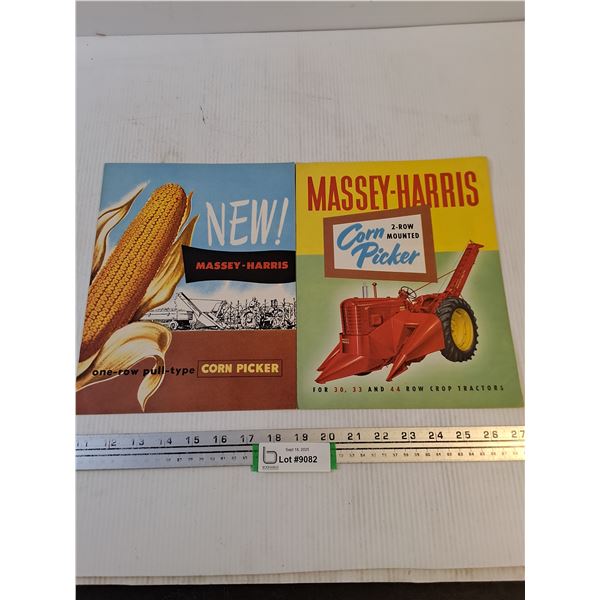 NEW!
MASSEY-HARRIS
one-row pull-type CORN PICKER
MASSEY-HARRIS
2-ROW
MOUNTED
Corn
Picker
FOR 30, 33 AND 44 ROW CROP TRACTORS
11 12 13 14 15 16 17 18 19 20 21 22 23 24 25 26 27
Lot #9082